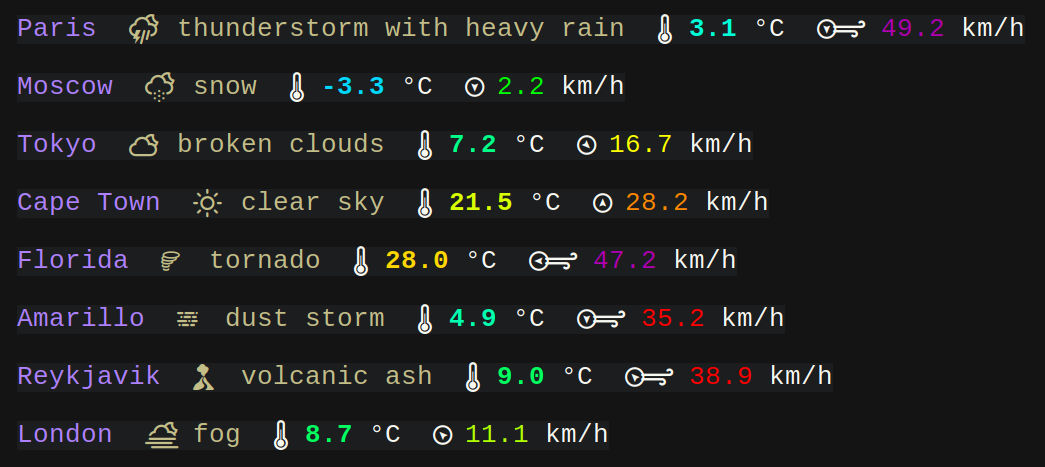 Paris thunderstorm with heavy rain 3.1 °C 49.2 km/h
Moscow snow -3.3 °C 2.2 km/h
Tokyo broken clouds 7.2 °C 16.7 km/h
Cape Town clear sky 21.5 °C 28.2 km/h
Florida tornado 28.0 °C 47.2 km/h
Amarillo dust storm 4.9 °C 35.2 km/h
Reykjavik volcanic ash 9.0 °C 38.9 km/h
London fog 8.7 °C 11.1 km/h